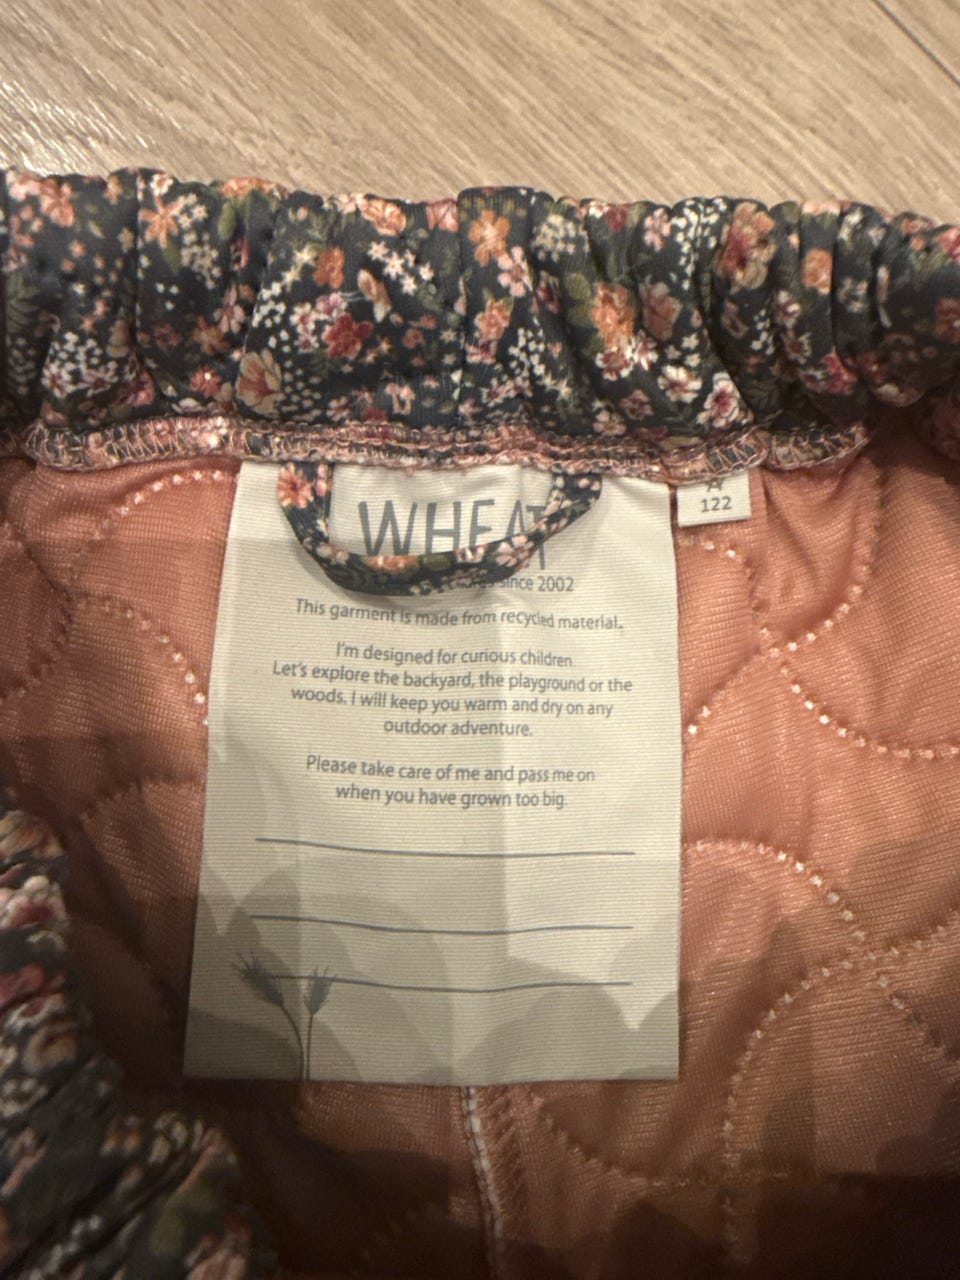 WHEAT
since 2002
This garment is made from recycled material.
I'm designed for curious children.
Let's explore the backyard, the playground or the
woods. I will keep you warm and dry on any
outdoor adventure.
Please take care of me and pass me on
when you have grown too big.
122